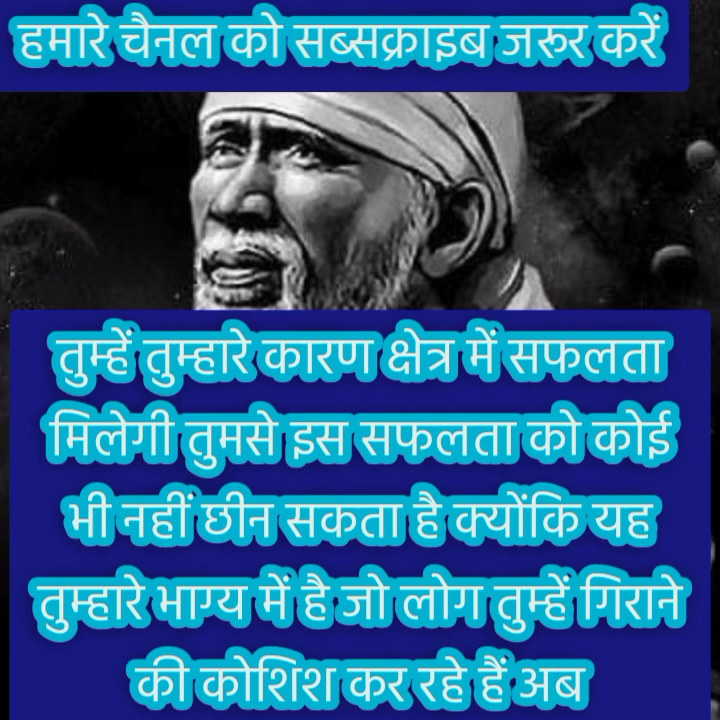 हमारे चैनल को सब्सक्राइब जरूर करें
तुम्हें तुम्हारे कारण क्षेत्र में सफलता
मिलेगी तुमसे इस सफलता को कोई
भी नहीं छीन सकता है क्योंकि यह
तुम्हारे भाग्य में है जो लोग तुम्हें गिराने
की कोशिश कर रहे हैं अब